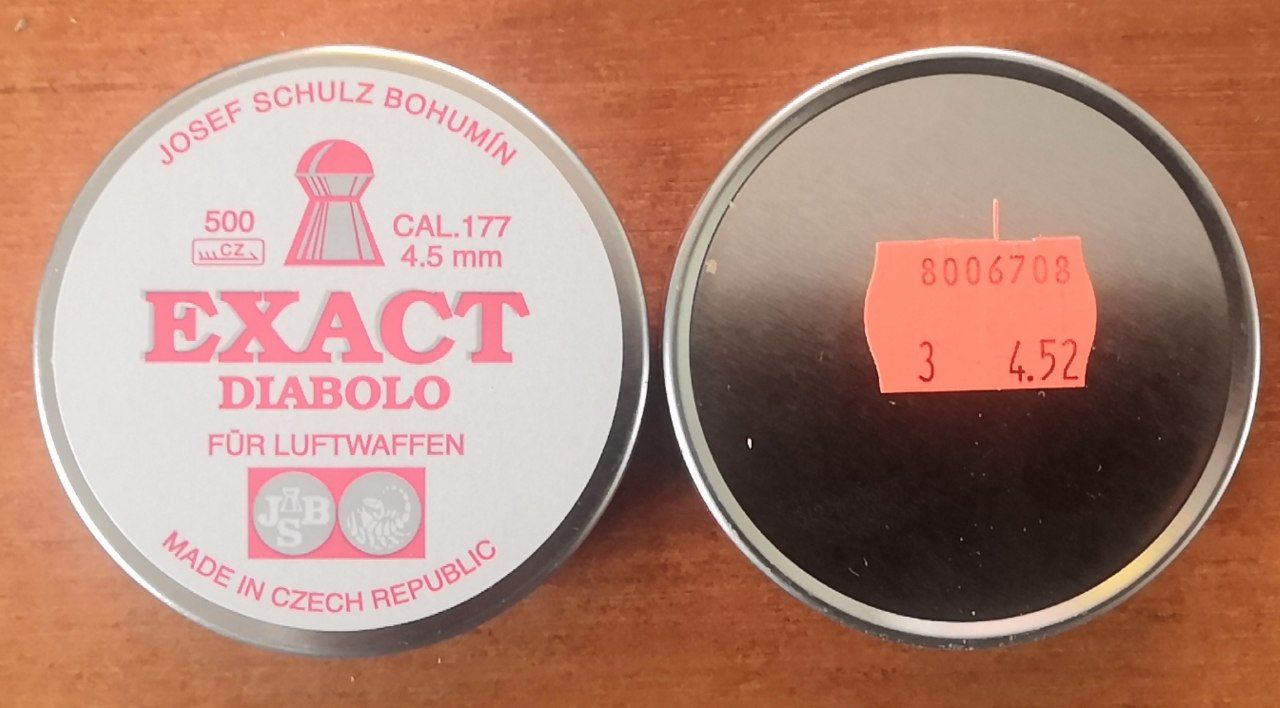 JOSEF SCHULZ BOHUMÍN
500
CZ
CAL.177
4.5 mm
EXACT
DIABOLO
FÜR LUFTWAFFEN
JSB
MADE IN CZECH REPUBLIC
8006708
3 4.52